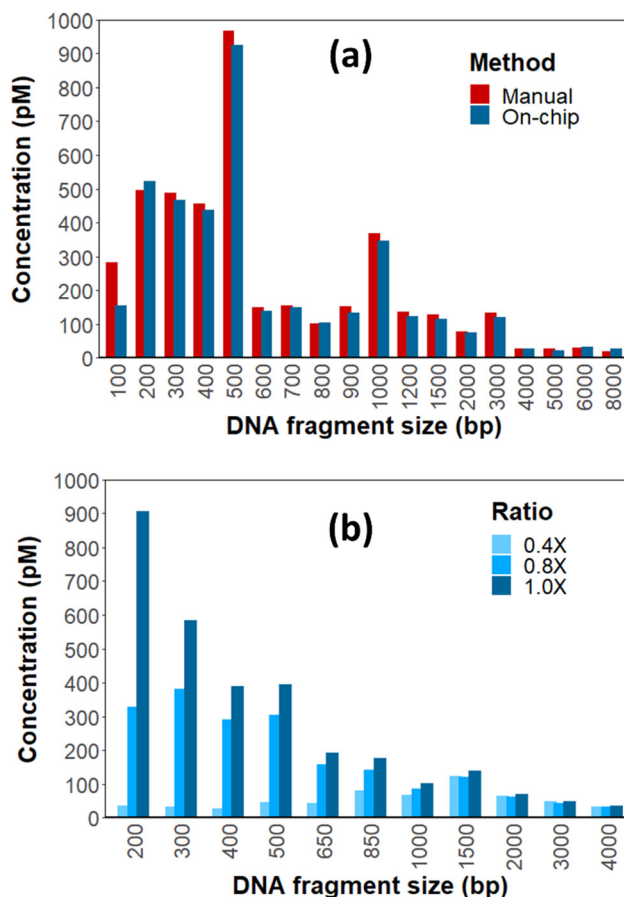 (a)
Method
Manual
On-chip
Concentration (pM)
1000
900
800
700
600
500
400
300
200
100
0
100 200 300 400 500 600 700 800 900 1000 1200 1500 2000 3000 4000 5000 6000 8000
DNA fragment size (bp)
(b)
Ratio
0.4X
0.8X
1.0X
Concentration (pM)
1000
900
800
700
600
500
400
300
200
100
0
200 300 400 500 650 850 1000 1500 2000 3000 4000
DNA fragment size (bp)